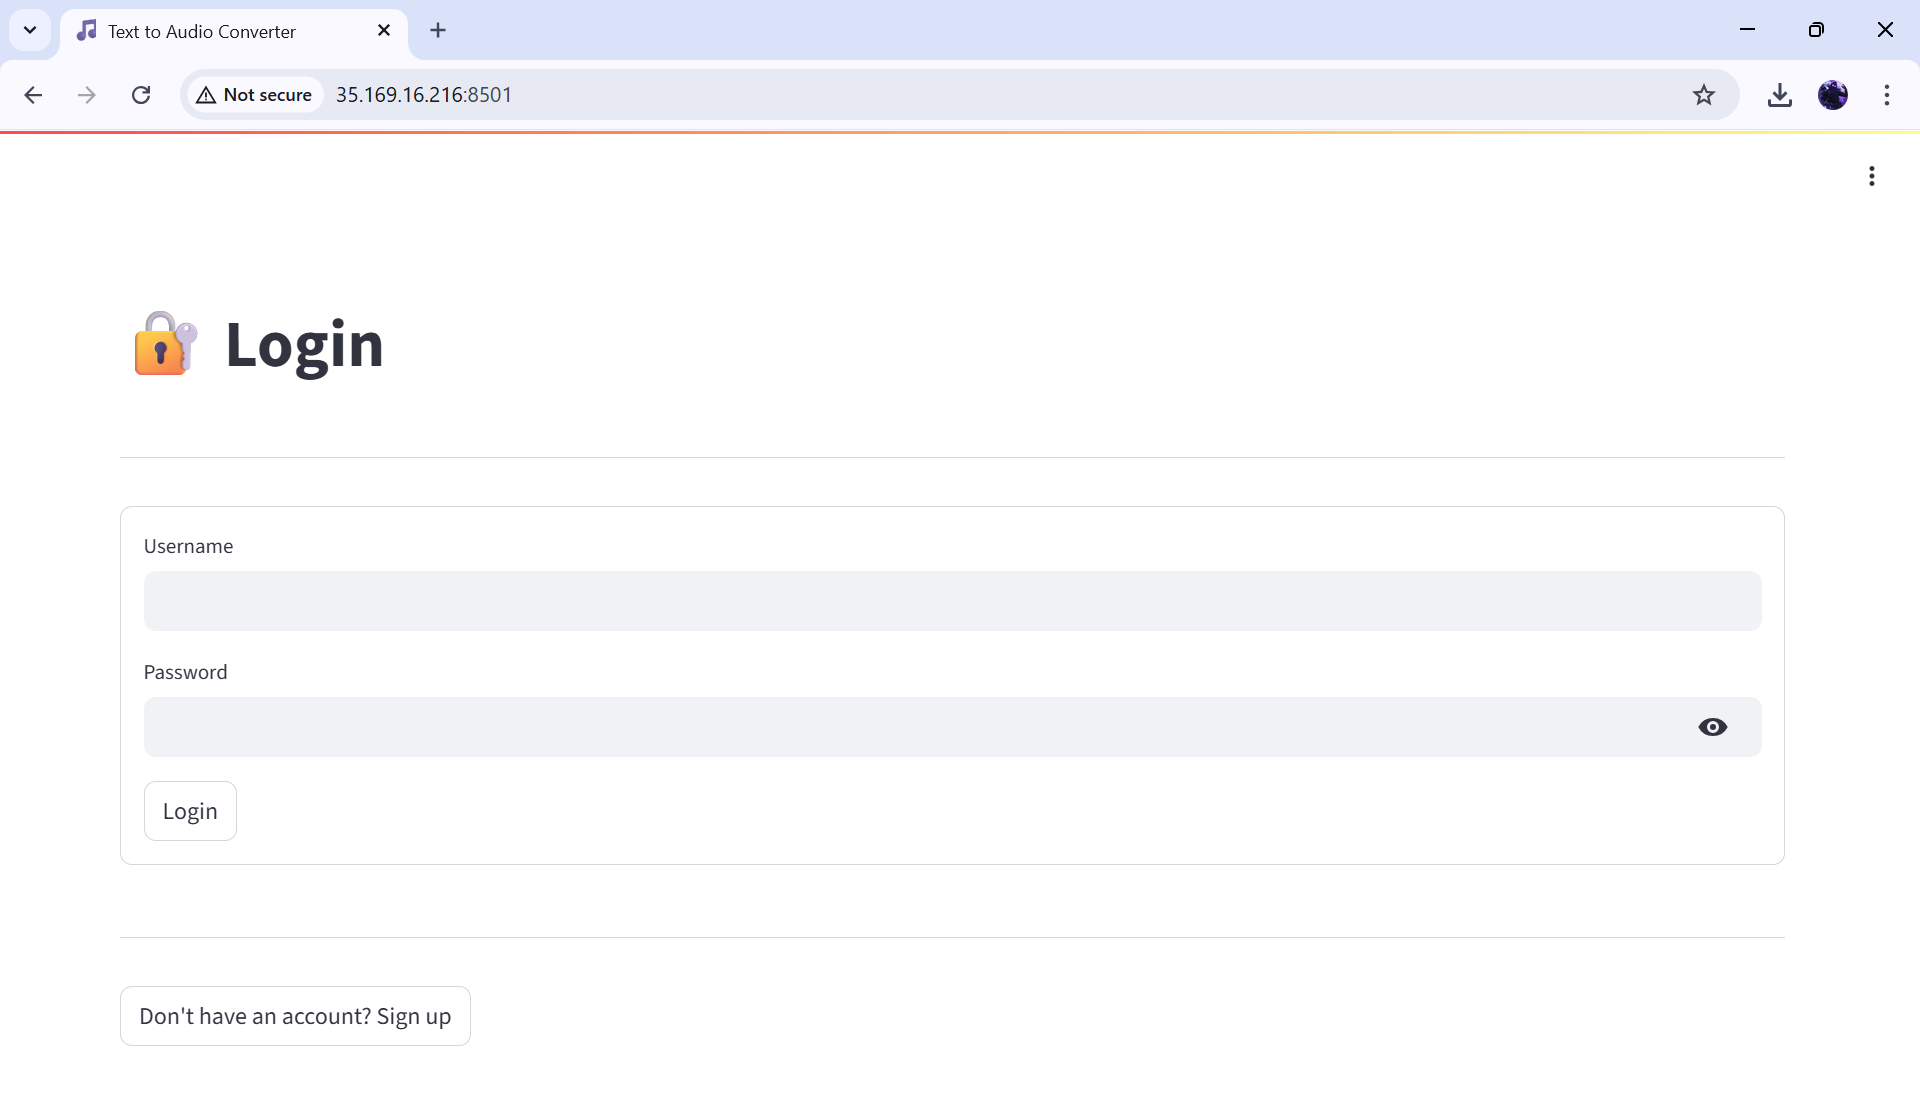 Text to Audio Converter
Not secure 35.169.16.216:8501
Login
Username
Password
Login
Don't have an account? Sign up